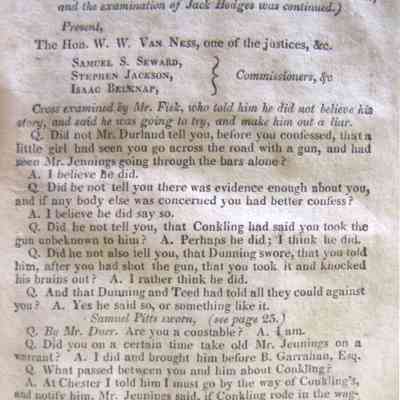 and the examination of Jack Hodges was continued.)
Present,
The Hon. W. W. VAN NESS, one of the justices, &c.
SAMUEL S. SEWARD,
STEPHEN JACKSON,
ISAAC BELKNAP,
} Commissioners, &c
Cross examined by Mr. Fisk, who told him he did not believe his
story, and said he was going to try, and make him out a liar.
Q. Did not Mr. Durland tell you, before you confessed, that a
little girl had seen you go across the road with a gun, and had
seen Mr. Jennings going through the bars alone?
A. I believe he did.
Q. Did he not tell you there was evidence enough about you,
and if any body else was concerned you had better confess?
A. I believe he did say so.
Q. Did he not tell you, that Conkling had said you took the
gun unbeknown to him? A. Perhaps he did; I think he did.
Q. Did he not also tell you, that Dunning swore, that you told
him, after you had shot the gun, that you took it and knocked
his brains out? A. I rather think he did.
Q. And that Dunning and Teed had told all they could against
you? A. Yes he said so, or something like it.
Samuel Pitts sworn, (see page 25.)
Q. By Mr. Duer. Are you a constable? A. I am.
Q. Did you on a certain time take old Mr. Jennings on a
warrant? A. I did and brought him before B. Garrahan, Esq.
Q. What passed between you and him about Conkling?
A. At Chester I told him I must go by the way of Conkling's,
and notify him. Mr. Jennings said, if Conkling rode in the wag-